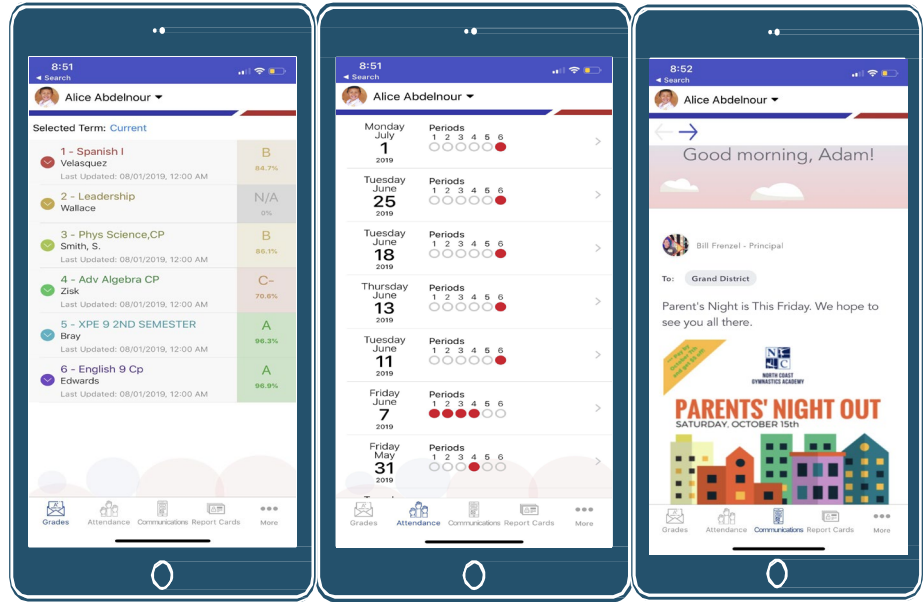 8:51
◄ Search
Alice Abdelnour
Selected Term: Current
1 - Spanish I
Velasquez
Last Updated: 08/01/2019, 12:00 AM
B
84.7%
2 - Leadership
Wallace
N/A
0%
3 - Phys Science,CP
Smith, S.
Last Updated: 08/01/2019, 12:00 AM
B
86.1%
4 - Adv Algebra CP
Zisk
Last Updated: 08/01/2019, 12:00 AM
C-
70.6%
5 - XPE 9 2ND SEMESTER
Bray
Last Updated: 08/01/2019, 12:00 AM
A
96.3%
6 - English 9 Cp
Edwards
Last Updated: 08/01/2019, 12:00 AM
A
96.9%
Grades Attendance Communications Report Cards More
8:51
◄ Search
Alice Abdelnour
Monday
July
1
2019
Periods
1 2 3 4 5 6
Tuesday
June
25
2019
Periods
1 2 3 4 5 6
Tuesday
June
18
2019
Periods
1 2 3 4 5 6
Thursday
June
13
2019
Periods
1 2 3 4 5 6
Tuesday
June
11
2019
Periods
1 2 3 4 5 6
Friday
June
7
2019
Periods
1 2 3 4 5 6
Friday
May
31
2019
Periods
1 2 3 4 5 6
Grades Attendance Communications Report Cards More
8:52
◄ Search
Alice Abdelnour
Good morning, Adam!
Bill Frenzel - Principal
To: Grand District
Parent's Night is This Friday. We hope to
see you all there.
NORTH COAST
GYMNASTICS ACADEMY
PARENTS' NIGHT OUT
SATURDAY, OCTOBER 15th
Grades Attendance Communications Report Cards More